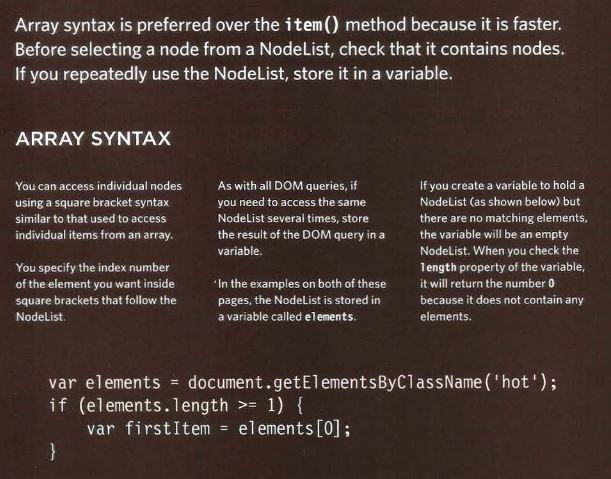 Array syntax is preferred over the item() method because it is faster.
Before selecting a node from a NodeList, check that it contains nodes.
If you repeatedly use the NodeList, store it in a variable.
ARRAY SYNTAX
You can access individual nodes
using a square bracket syntax
similar to that used to access
individual items from an array.
You specify the index number
of the element you want inside
square brackets that follow the
NodeList.
As with all DOM queries, if
you need to access the same
NodeList several times, store
the result of the DOM query in a
variable.
In the examples on both of these
pages, the NodeList is stored in
a variable called elements.
If you create a variable to hold a
NodeList (as shown below) but
there are no matching elements,
the variable will be an empty
NodeList. When you check the
length property of the variable,
it will return the number 0
because it does not contain any
elements.
var elements = document.getElementsByClassName('hot');
if (elements.length >= 1) {
    var firstItem = elements[0];
}